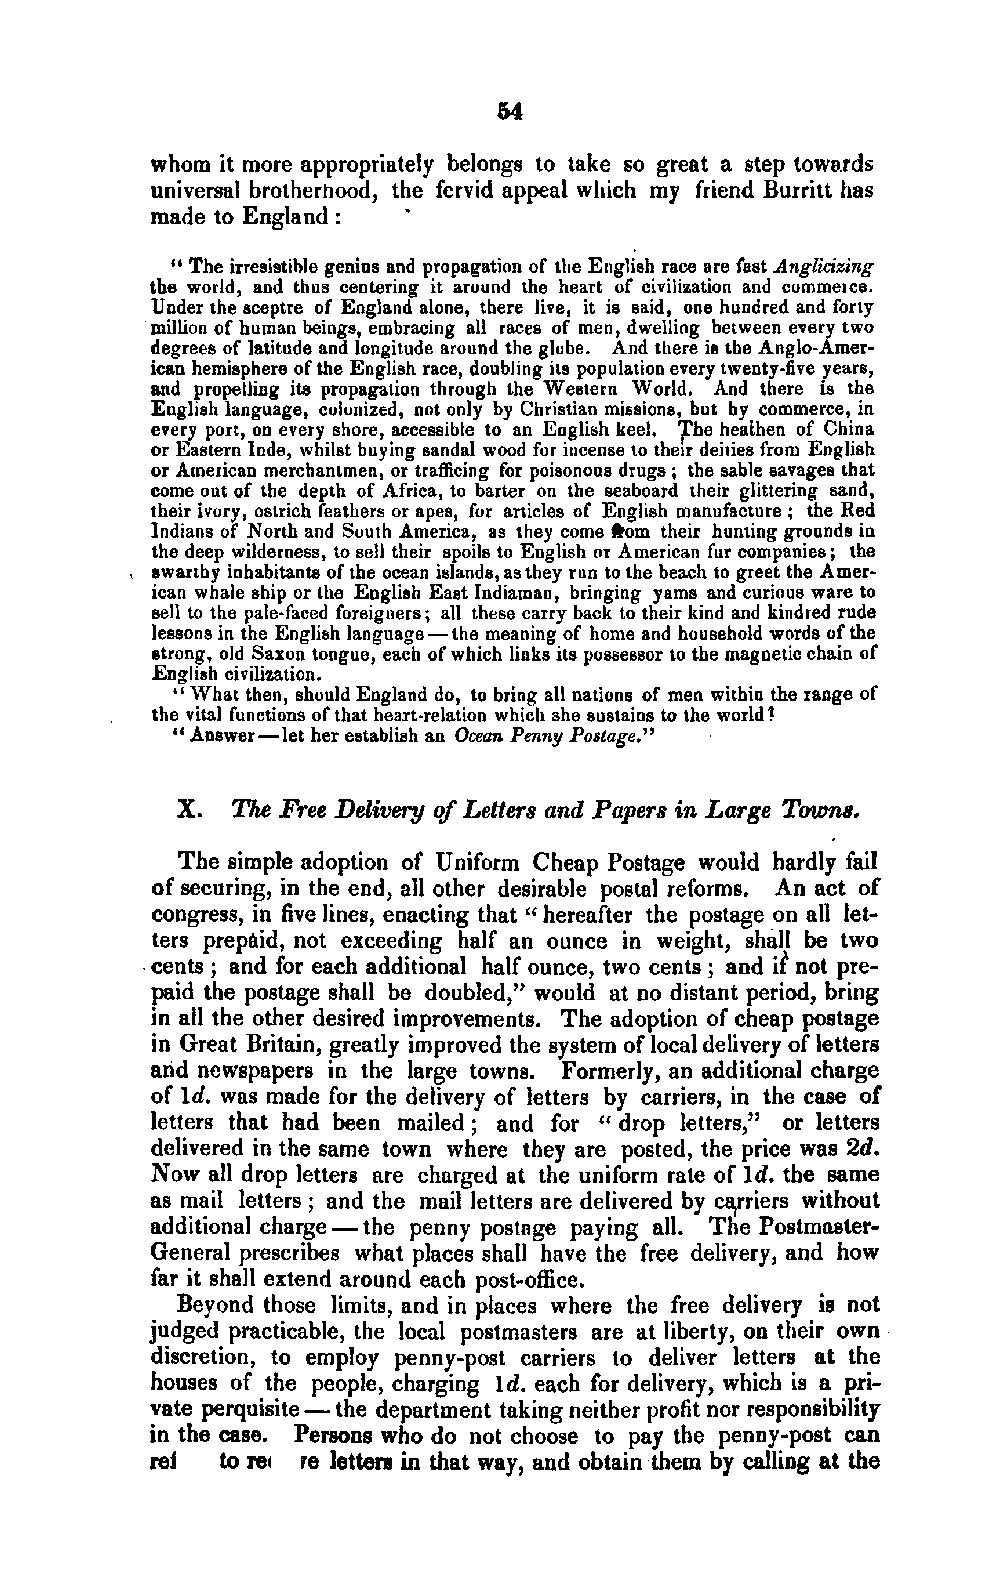 54
whom it more appropriately belongs to take so great a step towards
universal brotherhood, the fervid appeal which my friend Burritt has
made to England :
“ The irresistible genius and propagation of the English race are fast Anglicizing
the world, and thus centering it around the heart of civilization and commerce.
Under the sceptre of England alone, there live, it is said, one hundred and forty
million of human beings, embracing all races of men, dwelling between every two
degrees of latitude and longitude around the globe. And there is the Anglo-Amer-
ican hemisphere of the English race, doubling its population every twenty-five years,
and propelling its propagation through the Western World. And there is the
English language, colonized, not only by Christian missions, but by commerce, in
every port, on every shore, accessible to an English keel. The heathen of China
or Eastern Inde, whilst buying sandal wood for incense to their deities from English
or American merchantmen, or trafficing for poisonous drugs ; the sable savages that
come out of the depth of Africa, to barter on the seaboard their glittering sand,
their ivory, ostrich feathers or apes, for articles of English manufacture ; the Red
Indians of North and South America, as they come from their hunting grounds in
the deep wilderness, to sell their spoils to English or American fur companies ; the
swarthy inhabitants of the ocean islands, as they run to the beach to greet the Amer-
ican whale ship or the English East Indiaman, bringing yams and curious ware to
sell to the pale-faced foreigners ; all these carry back to their kind and kindred rude
lessons in the English language — the meaning of home and household words of the
strong, old Saxon tongue, each of which links its possessor to the magnetic chain of
English civilization.
“ What then, should England do, to bring all nations of men within the range of
the vital functions of that heart-relation which she sustains to the world?
“ Answer — let her establish an Ocean Penny Postage.”
X. The Free Delivery of Letters and Papers in Large Towns.
The simple adoption of Uniform Cheap Postage would hardly fail
of securing, in the end, all other desirable postal reforms. An act of
congress, in five lines, enacting that “ hereafter the postage on all let-
ters prepaid, not exceeding half an ounce in weight, shall be two
cents ; and for each additional half ounce, two cents ; and if not pre-
paid the postage shall be doubled,” would at no distant period, bring
in all the other desired improvements. The adoption of cheap postage
in Great Britain, greatly improved the system of local delivery of letters
and newspapers in the large towns. Formerly, an additional charge
of 1d. was made for the delivery of letters by carriers, in the case of
letters that had been mailed ; and for “ drop letters,” or letters
delivered in the same town where they are posted, the price was 2d.
Now all drop letters are charged at the uniform rate of 1d. the same
as mail letters ; and the mail letters are delivered by carriers without
additional charge — the penny postage paying all. The Postmaster-
General prescribes what places shall have the free delivery, and how
far it shall extend around each post-office.
Beyond those limits, and in places where the free delivery is not
judged practicable, the local postmasters are at liberty, on their own
discretion, to employ penny-post carriers to deliver letters at the
houses of the people, charging 1d. each for delivery, which is a pri-
vate perquisite — the department taking neither profit nor responsibility
in the case. Persons who do not choose to pay the penny-post can
to letters in that way, and obtain them by calling at the